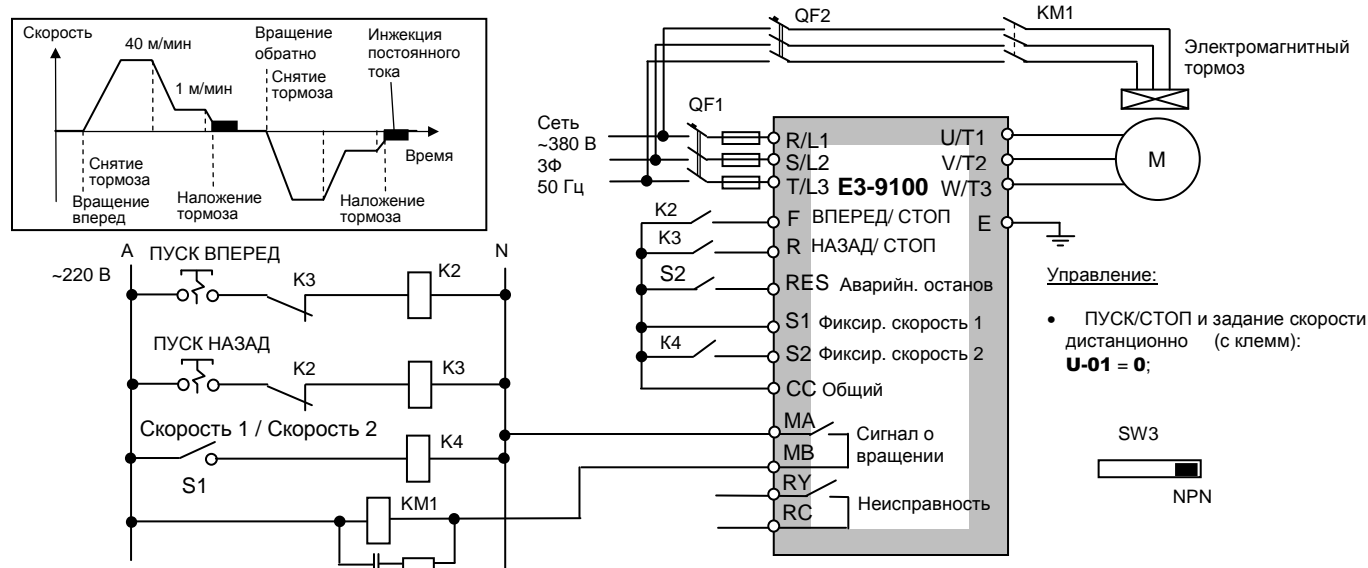 Скорость
40 м/мин
1 м/мин
Вращение
обратно
Снятие
тормоза
Инжекция
постоянного
тока
Время
Снятие
тормоза
Вращение
вперед
Наложение
тормоза
Наложение
тормоза
QF2
KM1
Электромагнитный
тормоз
QF1
Сеть
~380 В
3Ф
50 Гц
R/L1
S/L2
T/L3
E3-9100
U/T1
V/T2
W/T3
E
M
K2
F ВПЕРЕД/ СТОП
K3
R НАЗАД/ СТОП
S2
RES Аварийн. останов
S1 Фиксир. скорость 1
К4
S2 Фиксир. скорость 2
CC Общий
MA
MB
Сигнал о
вращении
RY
RC
Неисправность
A
N
~220 В
ПУСК ВПЕРЕД
K3
K2
ПУСК НАЗАД
K2
K3
Скорость 1 / Скорость 2
K4
S1
KM1
Управление:
• ПУСК/СТОП и задание скорости
дистанционно (с клемм):
U-01 = 0;
SW3
NPN